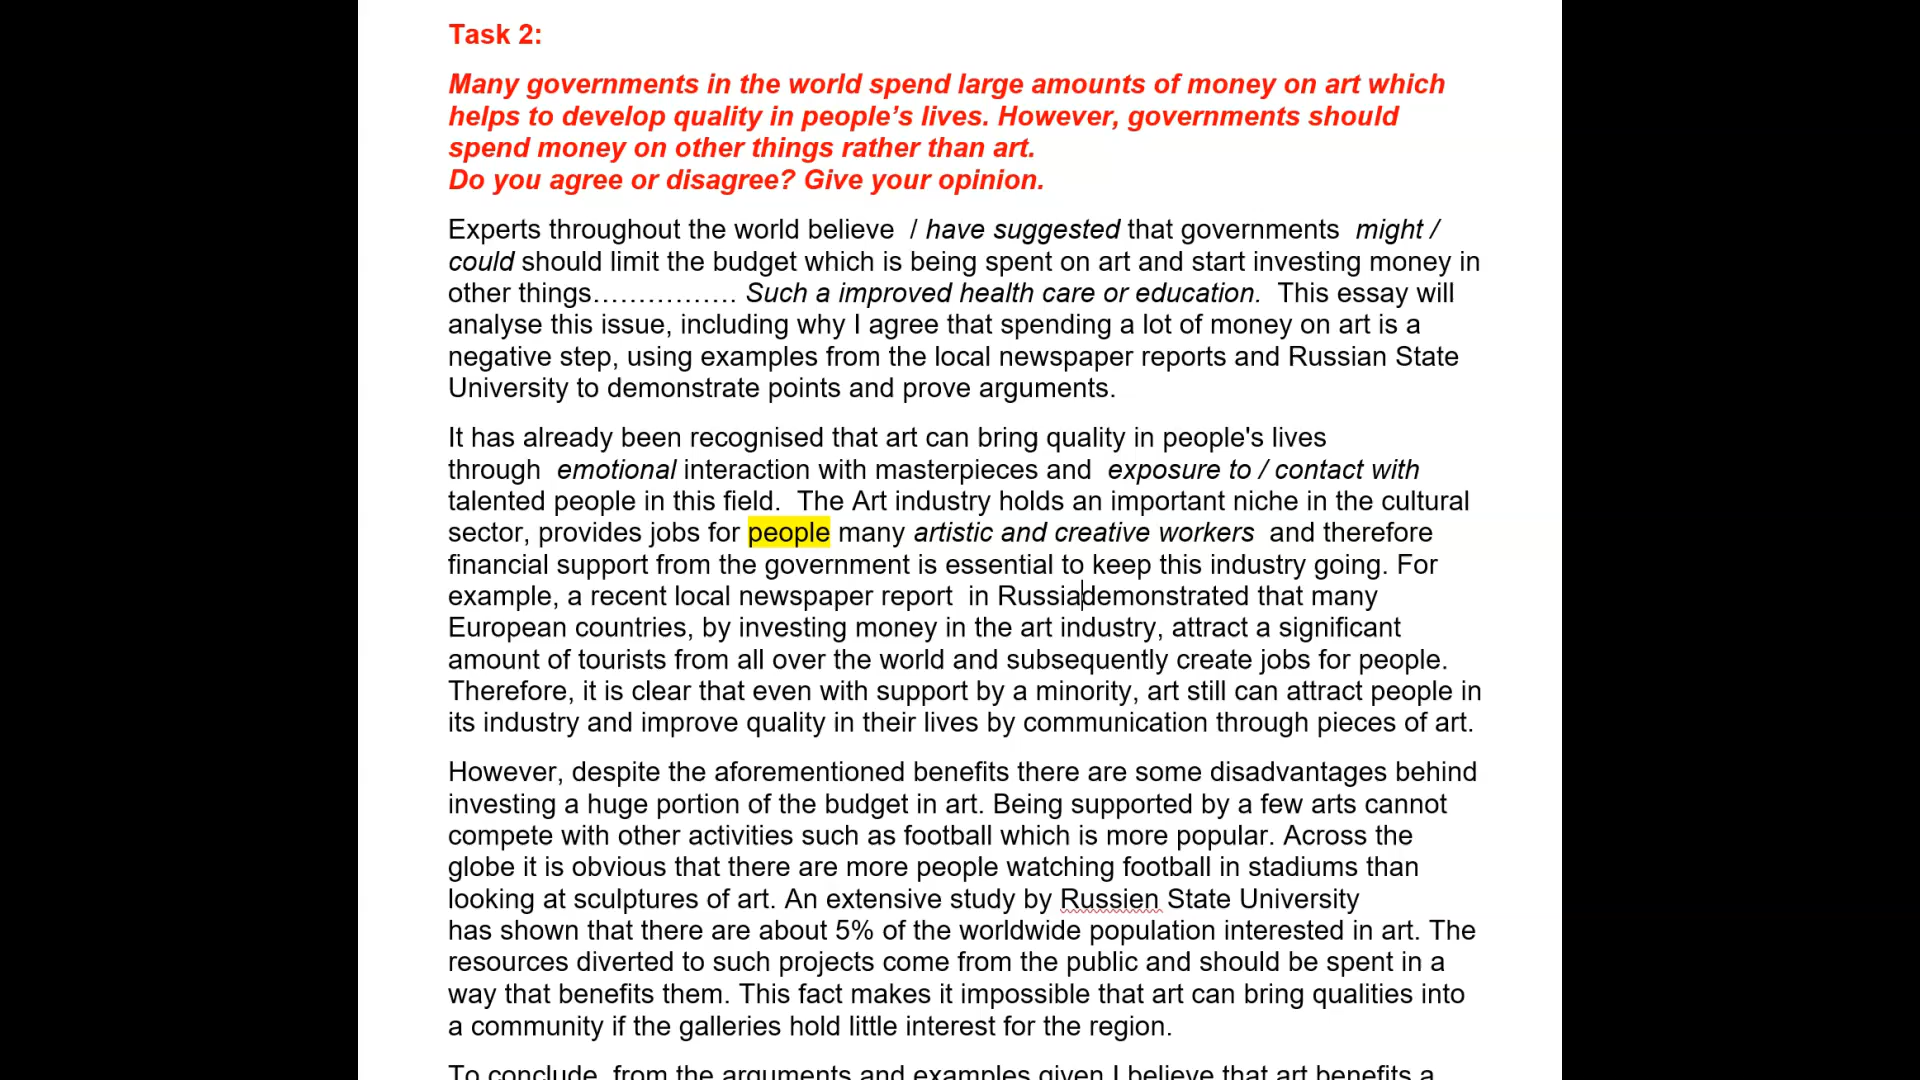 Task 2:
Many governments in the world spend large amounts of money on art which
helps to develop quality in people’s lives. However, governments should
spend money on other things rather than art.
Do you agree or disagree? Give your opinion.
Experts throughout the world believe / have suggested that governments might /
could should limit the budget which is being spent on art and start investing money in
other things................ Such a improved health care or education. This essay will
analyse this issue, including why I agree that spending a lot of money on art is a
negative step, using examples from the local newspaper reports and Russian State
University to demonstrate points and prove arguments.
It has already been recognised that art can bring quality in people's lives
through emotional interaction with masterpieces and exposure to / contact with
talented people in this field. The Art industry holds an important niche in the cultural
sector, provides jobs for people many artistic and creative workers and therefore
financial support from the government is essential to keep this industry going. For
example, a recent local newspaper report in Russiademonstrated that many
European countries, by investing money in the art industry, attract a significant
amount of tourists from all over the world and subsequently create jobs for people.
Therefore, it is clear that even with support by a minority, art still can attract people in
its industry and improve quality in their lives by communication through pieces of art.
However, despite the aforementioned benefits there are some disadvantages behind
investing a huge portion of the budget in art. Being supported by a few arts cannot
compete with other activities such as football which is more popular. Across the
globe it is obvious that there are more people watching football in stadiums than
looking at sculptures of art. An extensive study by Russien State University
has shown that there are about 5% of the worldwide population interested in art. The
resources diverted to such projects come from the public and should be spent in a
way that benefits them. This fact makes it impossible that art can bring qualities into
a community if the galleries hold little interest for the region.
To conclude, from the arguments and examples given I believe that art benefits a